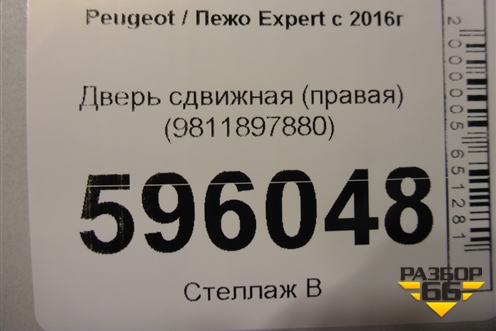 Peugeot / Пежо Expert с 2016г
Дверь сдвижная (правая)
(9811897880)
596048
Стеллаж В
2000005651281
РАЗБОР
66